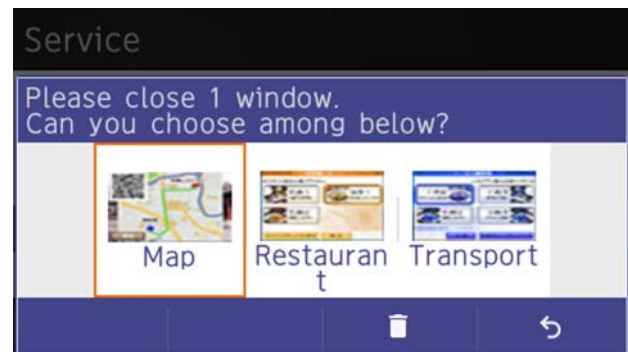 Service
Please close 1 window.
Can you choose among below?
Map
Restauran
t
Transport